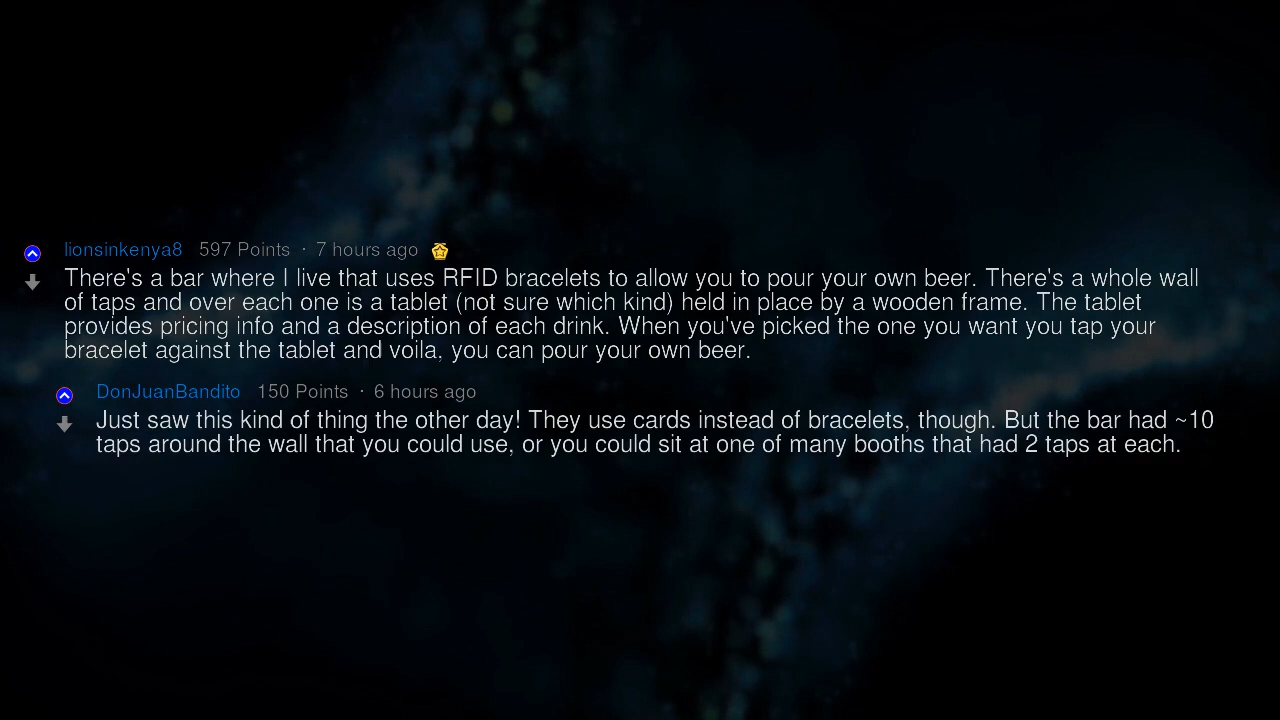 lionsinkenya8 597 Points · 7 hours ago
There's a bar where I live that uses RFID bracelets to allow you to pour your own beer. There's a whole wall
of taps and over each one is a tablet (not sure which kind) held in place by a wooden frame. The tablet
provides pricing info and a description of each drink. When you've picked the one you want you tap your
bracelet against the tablet and voila, you can pour your own beer.
DonJuanBandito 150 Points · 6 hours ago
Just saw this kind of thing the other day! They use cards instead of bracelets, though. But the bar had ~10
taps around the wall that you could use, or you could sit at one of many booths that had 2 taps at each.